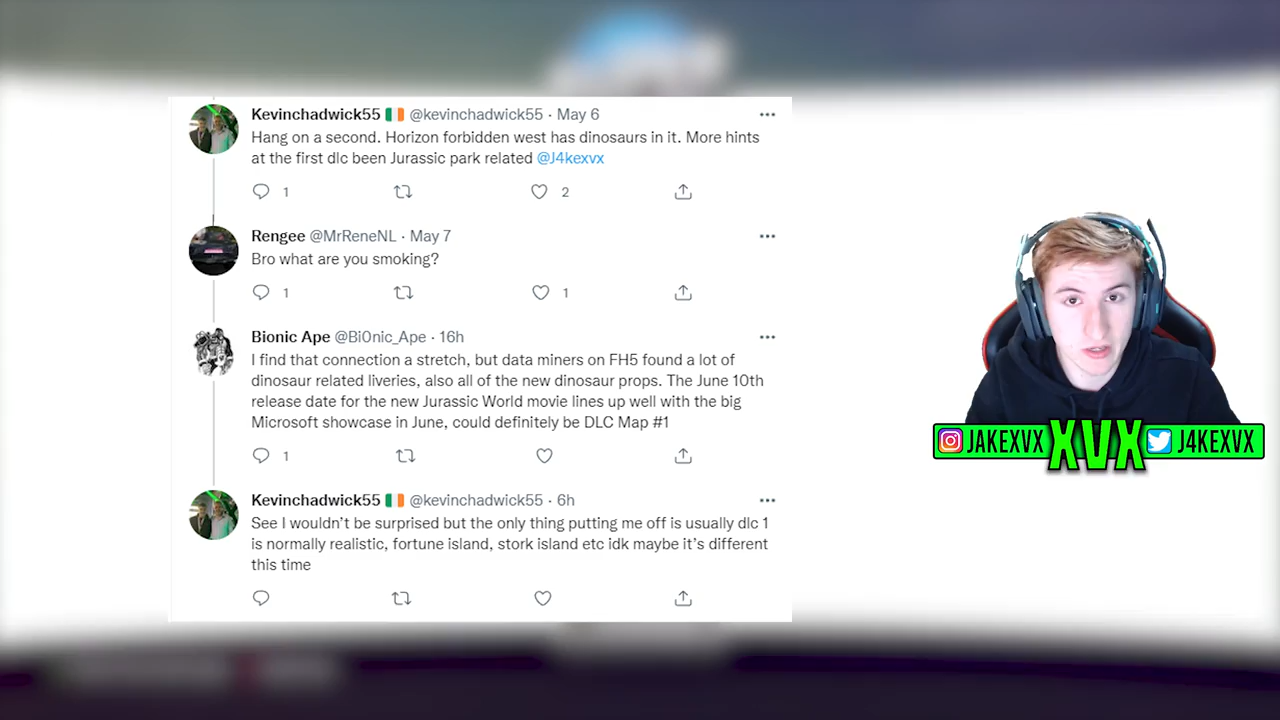 Kevinchadwick55 🇮🇪 @kevinchadwick55 · May 6
Hang on a second. Horizon forbidden west has dinosaurs in it. More hints
at the first dlc been Jurassic park related @J4kexvx
1 2
Rengee @MrReneNL · May 7
Bro what are you smoking?
1 1
Bionic Ape @Bi0nic_Ape · 16h
I find that connection a stretch, but data miners on FH5 found a lot of
dinosaur related liveries, also all of the new dinosaur props. The June 10th
release date for the new Jurassic World movie lines up well with the big
Microsoft showcase in June, could definitely be DLC Map #1
1
Kevinchadwick55 🇮🇪 @kevinchadwick55 · 6h
See I wouldn't be surprised but the only thing putting me off is usually dlc 1
is normally realistic, fortune island, stork island etc idk maybe it's different
this time
JAKEXVX XVX J4KEXVX